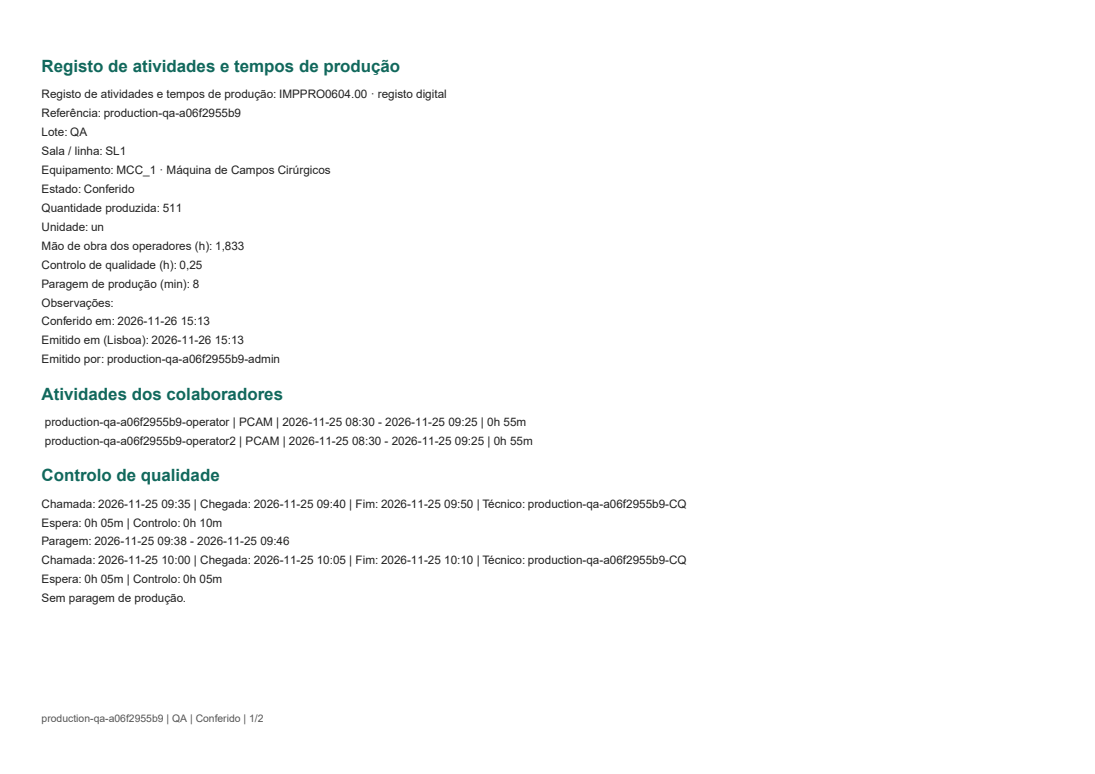 Registo de atividades e tempos de produção
Registo de atividades e tempos de produção: IMPPRO0604.00 · registo digital
Referência: production-qa-a06f2955b9
Lote: QA
Sala / linha: SL1
Equipamento: MCC_1 · Máquina de Campos Cirúrgicos
Estado: Conferido
Quantidade produzida: 511
Unidade: un
Mão de obra dos operadores (h): 1,833
Controlo de qualidade (h): 0,25
Paragem de produção (min): 8
Observações:
Conferido em: 2026-11-26 15:13
Emitido em (Lisboa): 2026-11-26 15:13
Emitido por: production-qa-a06f2955b9-admin
Atividades dos colaboradores
production-qa-a06f2955b9-operator | PCAM | 2026-11-25 08:30 - 2026-11-25 09:25 | 0h 55m
production-qa-a06f2955b9-operator2 | PCAM | 2026-11-25 08:30 - 2026-11-25 09:25 | 0h 55m
Controlo de qualidade
Chamada: 2026-11-25 09:35 | Chegada: 2026-11-25 09:40 | Fim: 2026-11-25 09:50 | Técnico: production-qa-a06f2955b9-CQ
Espera: 0h 05m | Controlo: 0h 10m
Paragem: 2026-11-25 09:38 - 2026-11-25 09:46
Chamada: 2026-11-25 10:00 | Chegada: 2026-11-25 10:05 | Fim: 2026-11-25 10:10 | Técnico: production-qa-a06f2955b9-CQ
Espera: 0h 05m | Controlo: 0h 05m
Sem paragem de produção.
production-qa-a06f2955b9 | QA | Conferido | 1/2